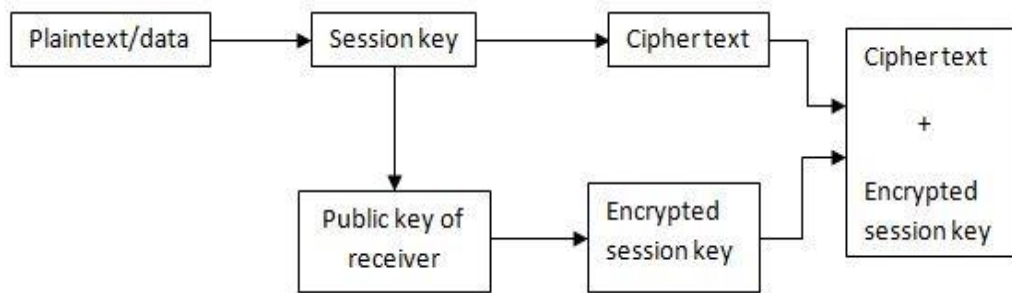 Plaintext/data
Session key
Cipher text
Cipher text
+
Encrypted
session key
Public key of
receiver
Encrypted
session key